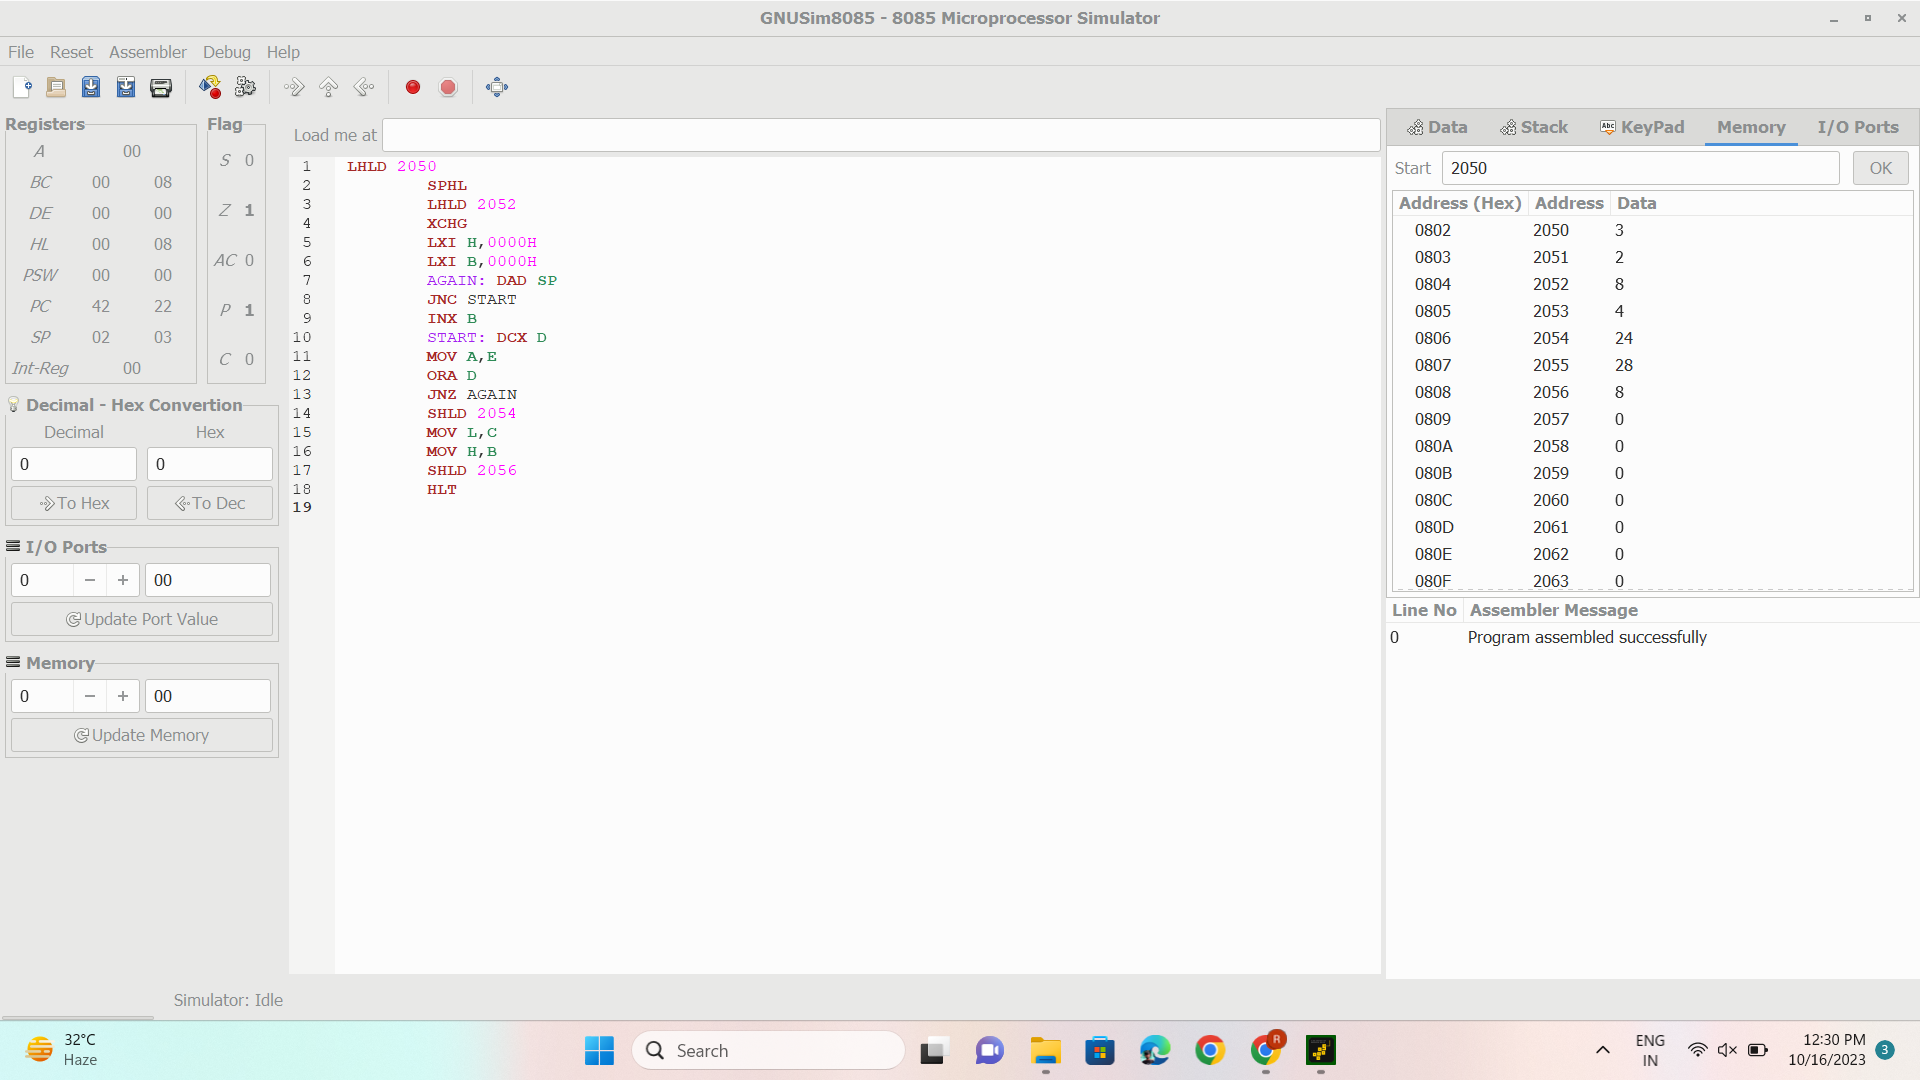 GNUSim8085 - 8085 Microprocessor Simulator
File Reset Assembler Debug Help
Registers
A 00
BC 00 08
DE 00 00
HL 00 08
PSW 00 00
PC 42 22
SP 02 03
Int-Reg 00
Flag
S 0
Z 1
AC 0
P 1
C 0
Decimal - Hex Convertion
Decimal Hex
0 0
To Hex To Dec
I/O Ports
0 − + 00
Update Port Value
Memory
0 − + 00
Update Memory
Load me at
1 LHLD 2050
2 SPHL
3 LHLD 2052
4 XCHG
5 LXI H,0000H
6 LXI B,0000H
7 AGAIN: DAD SP
8 JNC START
9 INX B
10 START: DCX D
11 MOV A,E
12 ORA D
13 JNZ AGAIN
14 SHLD 2054
15 MOV L,C
16 MOV H,B
17 SHLD 2056
18 HLT
19
Data Stack Abc KeyPad Memory I/O Ports
Start 2050 OK
Address (Hex) Address Data
0802 2050 3
0803 2051 2
0804 2052 8
0805 2053 4
0806 2054 24
0807 2055 28
0808 2056 8
0809 2057 0
080A 2058 0
080B 2059 0
080C 2060 0
080D 2061 0
080E 2062 0
080F 2063 0
Line No Assembler Message
0 Program assembled successfully
Simulator: Idle
32°C
Haze
Search
R
ENG
IN
12:30 PM
10/16/2023
3